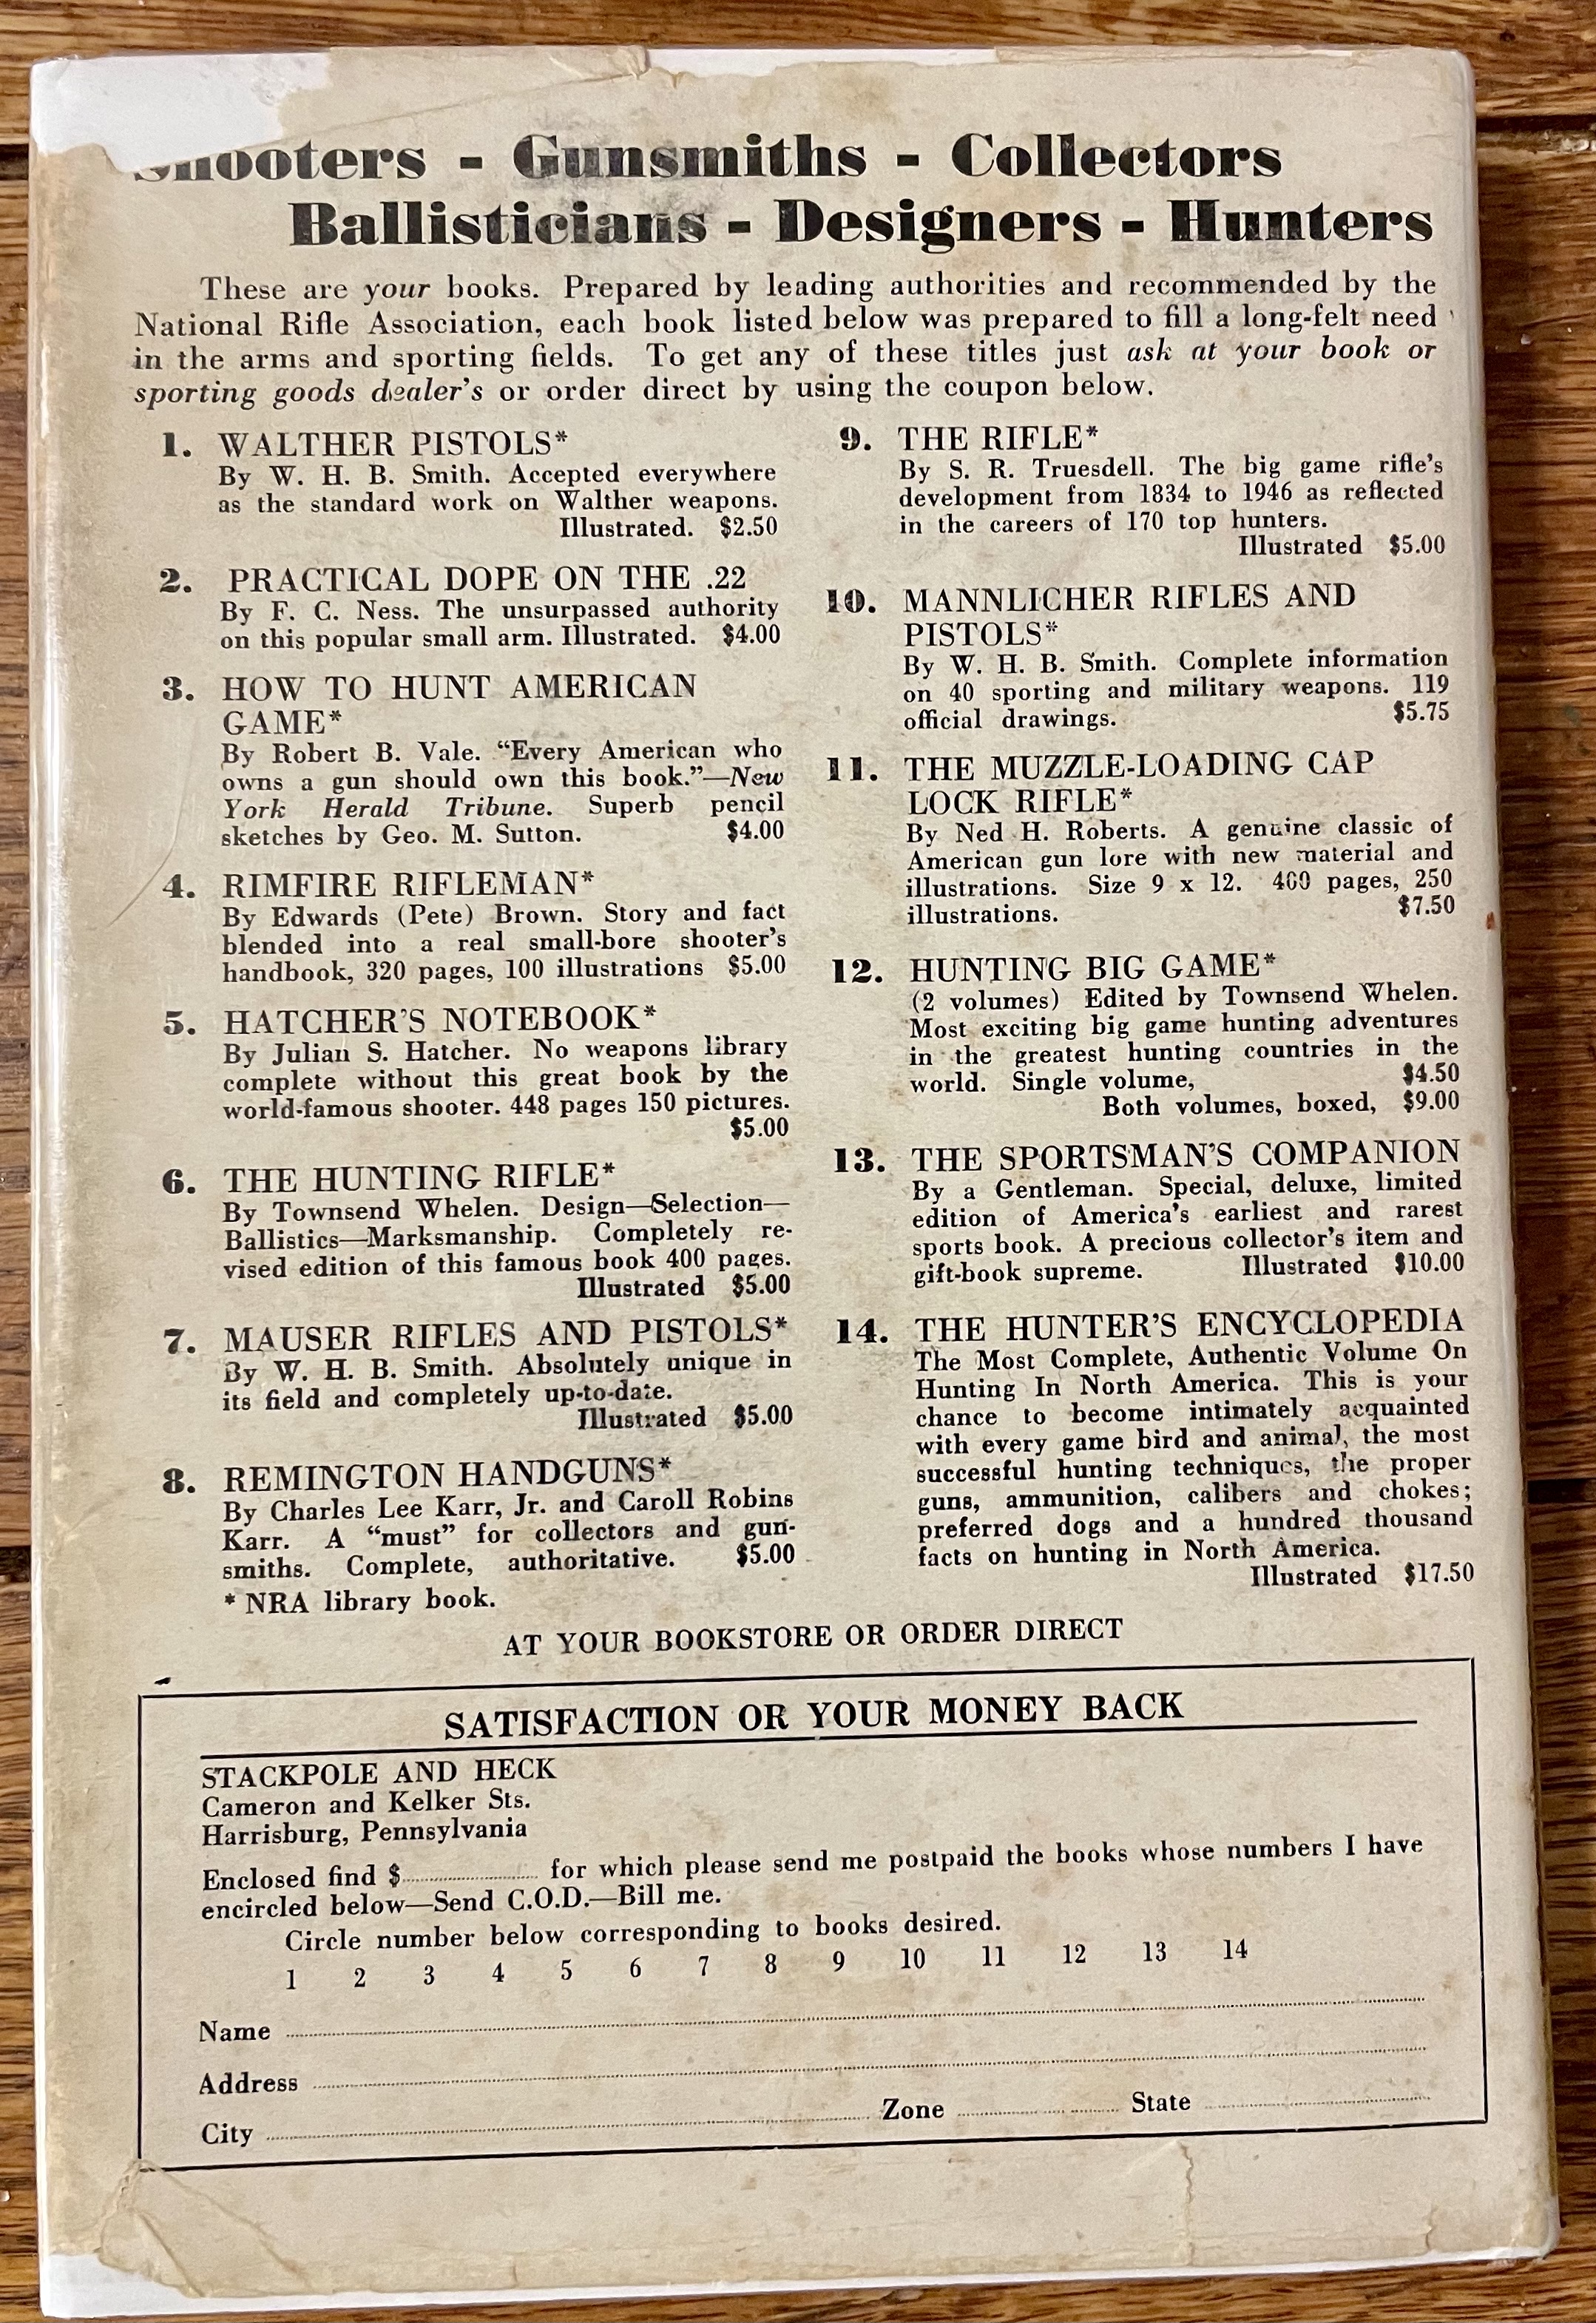 Shooters - Gunsmiths - Collectors
Ballisticians - Designers - Hunters
These are your books. Prepared by leading authorities and recommended by the
National Rifle Association, each book listed below was prepared to fill a long-felt need
in the arms and sporting fields. To get any of these titles just ask at your book or
sporting goods dealer's or order direct by using the coupon below.
1. WALTHER PISTOLS*
By W. H. B. Smith. Accepted everywhere
as the standard work on Walther weapons.
Illustrated. $2.50
2. PRACTICAL DOPE ON THE .22
By F. C. Ness. The unsurpassed authority
on this popular small arm. Illustrated. $4.00
3. HOW TO HUNT AMERICAN
GAME*
By Robert B. Vale. "Every American who
owns a gun should own this book."—New
York Herald Tribune. Superb pencil
sketches by Geo. M. Sutton. $4.00
4. RIMFIRE RIFLEMAN*
By Edwards (Pete) Brown. Story and fact
blended into a real small-bore shooter's
handbook, 320 pages, 100 illustrations $5.00
5. HATCHER'S NOTEBOOK*
By Julian S. Hatcher. No weapons library
complete without this great book by the
world-famous shooter. 448 pages 150 pictures.
$5.00
6. THE HUNTING RIFLE*
By Townsend Whelen. Design—Selection—
Ballistics—Marksmanship. Completely re-
vised edition of this famous book 400 pages.
Illustrated $5.00
7. MAUSER RIFLES AND PISTOLS*
By W. H. B. Smith. Absolutely unique in
its field and completely up-to-date.
Illustrated $5.00
8. REMINGTON HANDGUNS*
By Charles Lee Karr, Jr. and Caroll Robins
Karr. A "must" for collectors and gun-
smiths. Complete, authoritative. $5.00
* NRA library book.
9. THE RIFLE*
By S. R. Truesdell. The big game rifle's
development from 1834 to 1946 as reflected
in the careers of 170 top hunters.
Illustrated $5.00
10. MANNLICHER RIFLES AND
PISTOLS*
By W. H. B. Smith. Complete information
on 40 sporting and military weapons. 119
official drawings. $5.75
11. THE MUZZLE-LOADING CAP
LOCK RIFLE*
By Ned H. Roberts. A genuine classic of
American gun lore with new material and
illustrations. Size 9 x 12. 400 pages, 250
illustrations. $7.50
12. HUNTING BIG GAME*
(2 volumes) Edited by Townsend Whelen.
Most exciting big game hunting adventures
in the greatest hunting countries in the
world. Single volume, $4.50
Both volumes, boxed, $9.00
13. THE SPORTSMAN'S COMPANION
By a Gentleman. Special, deluxe, limited
edition of America's earliest and rarest
sports book. A precious collector's item and
gift-book supreme. Illustrated $10.00
14. THE HUNTER'S ENCYCLOPEDIA
The Most Complete, Authentic Volume On
Hunting In North America. This is your
chance to become intimately acquainted
with every game bird and animal, the most
successful hunting techniques, the proper
guns, ammunition, calibers and chokes;
preferred dogs and a hundred thousand
facts on hunting in North America.
Illustrated $17.50
AT YOUR BOOKSTORE OR ORDER DIRECT
SATISFACTION OR YOUR MONEY BACK
STACKPOLE AND HECK
Cameron and Kelker Sts.
Harrisburg, Pennsylvania
Enclosed find $ for which please send me postpaid the books whose numbers I have
encircled below—Send C.O.D.—Bill me.
Circle number below corresponding to books desired.
1 2 3 4 5 6 7 8 9 10 11 12 13 14
Name
Address
City Zone State